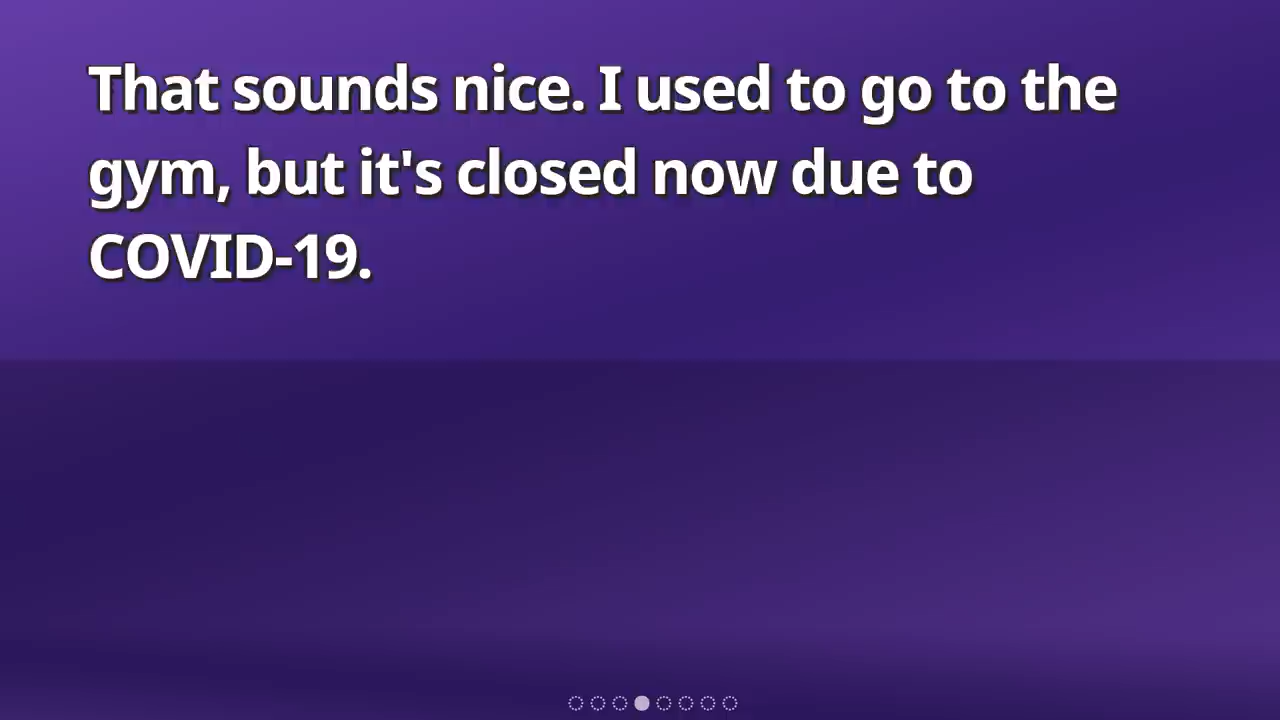 That sounds nice. I used to go to the
gym, but it's closed now due to
COVID-19.